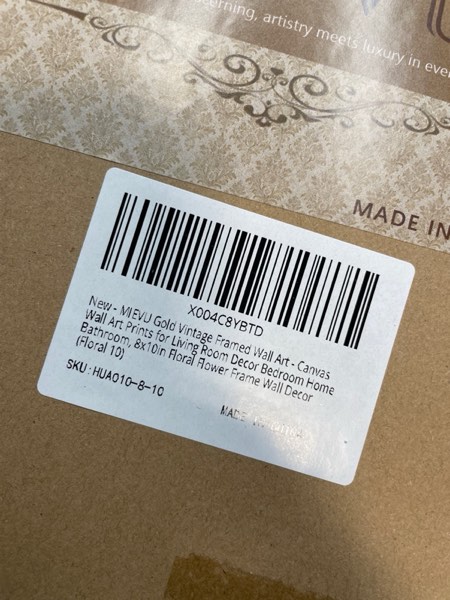 erning, artistry meets luxury in eve
MADE IN
X004C8YBTD
New - MIEVU Gold Vintage Framed Wall Art - Canvas
Wall Art Prints for Living Room Decor Bedroom Home
Bathroom, 8x10in Floral Flower Frame Wall Decor
(Floral 10)
SKU : HUA010-8-10
MADE IN